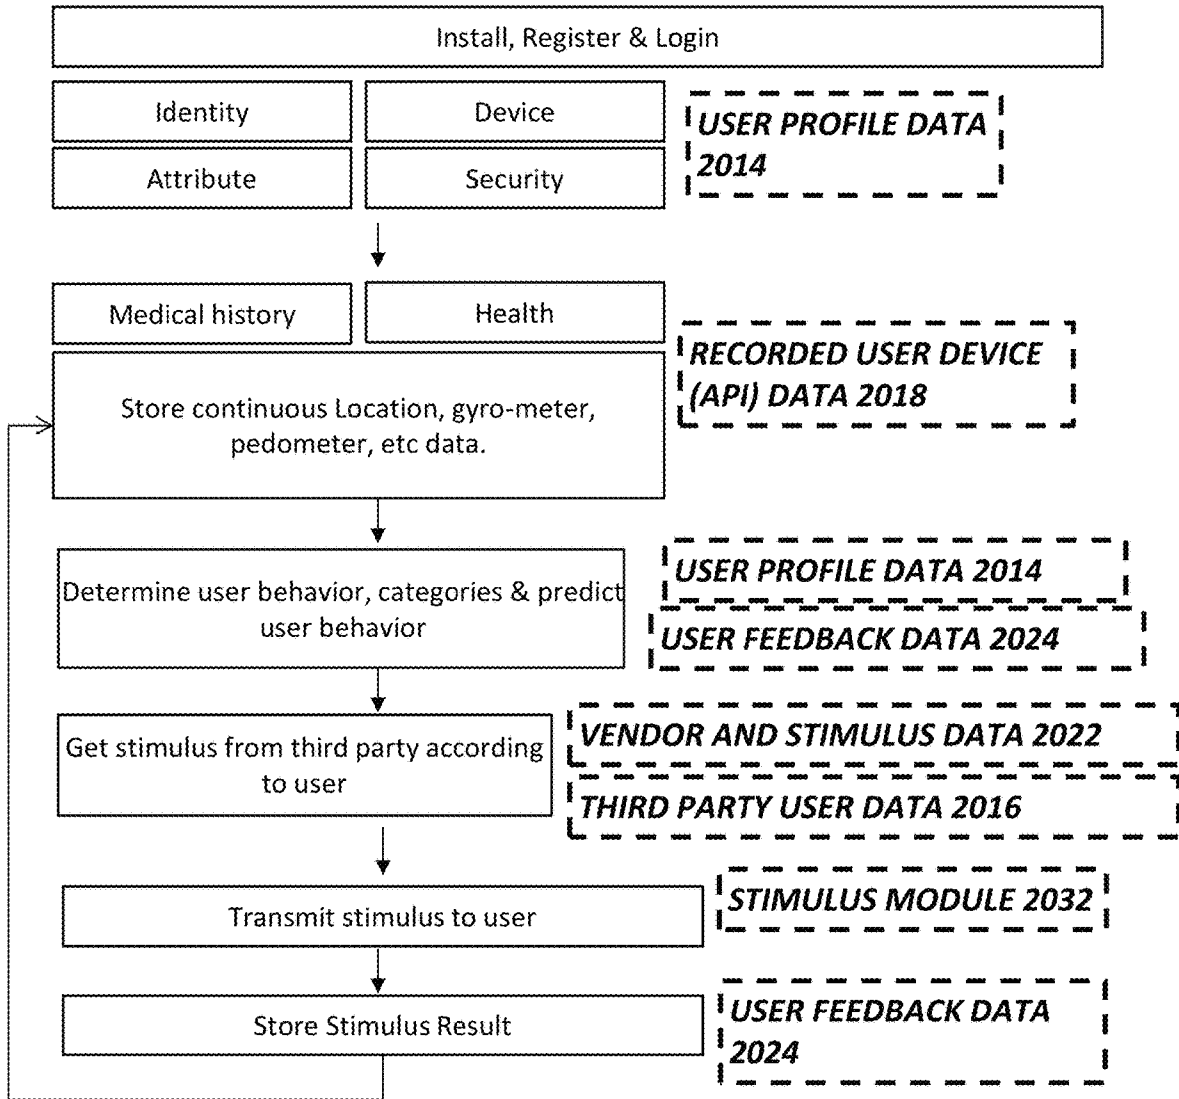 Install, Register & Login
Identity
Device
USER PROFILE DATA
2014
Attribute
Security
Medical history
Health
RECORDED USER DEVICE
(API) DATA 2018
Store continuous Location, gyro-meter,
pedometer, etc data.
Determine user behavior, categories & predict
user behavior
USER PROFILE DATA 2014
USER FEEDBACK DATA 2024
Get stimulus from third party according
to user
VENDOR AND STIMULUS DATA 2022
THIRD PARTY USER DATA 2016
Transmit stimulus to user
STIMULUS MODULE 2032
Store Stimulus Result
USER FEEDBACK DATA
2024